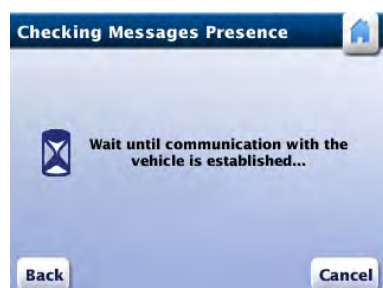 Checking Messages Presence
Wait until communication with the
vehicle is established...
Back
Cancel